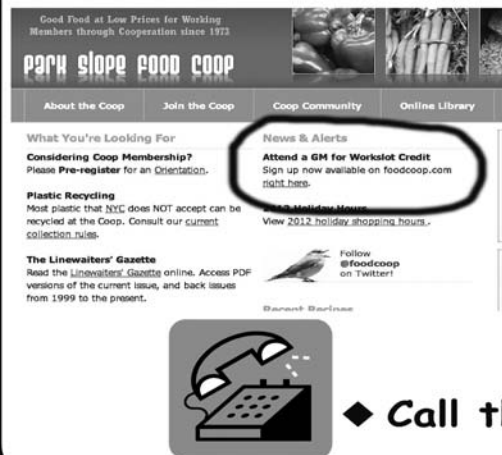 Good Food at Low Prices for Working
Members through Cooperation since 1973
PARK SLOPE FOOD COOP
About the Coop
Join the Coop
Coop Community
Online Library
What You're Looking For
Considering Coop Membership?
Please Pre-register for an Orientation.
Plastic Recycling
Most plastic that NYC does NOT accept can be
recycled at the Coop. Consult our current
collection rules.
The Linewaiters' Gazette
Read the Linewaiters' Gazette online. Access PDF
versions of the current issue, and back issues
from 1999 to the present.
News & Alerts
Attend a GM for Workslot Credit
Sign up now available on foodcoop.com
right here.
2012 Holiday Hours
View 2012 holiday shopping hours.
Follow
@foodcoop
on Twitter!
Recent Recipes
◆ Call